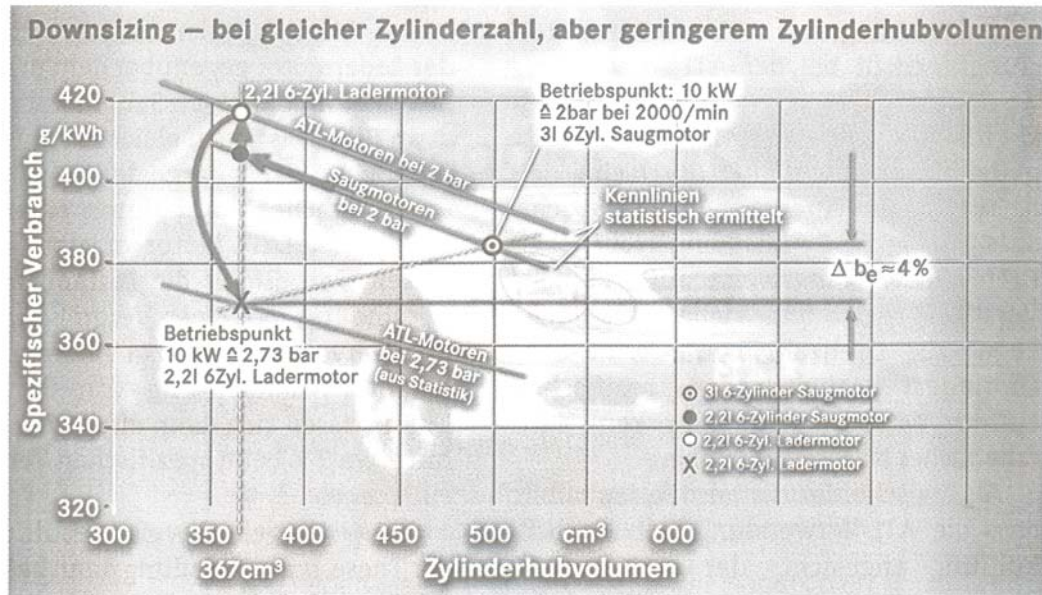 Downsizing – bei gleicher Zylinderzahl, aber geringerem Zylinderhubvolumen
420
g/kWh
400
380
360
340
320
Spezifischer Verbrauch
2,2l 6-Zyl. Ladermotor
ATL-Motoren bei 2 bar
Saugmotoren
bei 2 bar
Betriebspunkt: 10 kW
≙ 2bar bei 2000/min
3l 6Zyl. Saugmotor
Kennlinien
statistisch ermittelt
Δ be ≈ 4%
Betriebspunkt
10 kW ≙ 2,73 bar
2,2l 6Zyl. Ladermotor
ATL-Motoren
bei 2,73 bar
(aus Statistik)
3l 6-Zylinder Saugmotor
2,2l 6-Zylinder Saugmotor
2,2l 6-Zyl. Ladermotor
2,2l 6-Zyl. Ladermotor
300 350 400 450 500 cm³ 600
367cm³
Zylinderhubvolumen